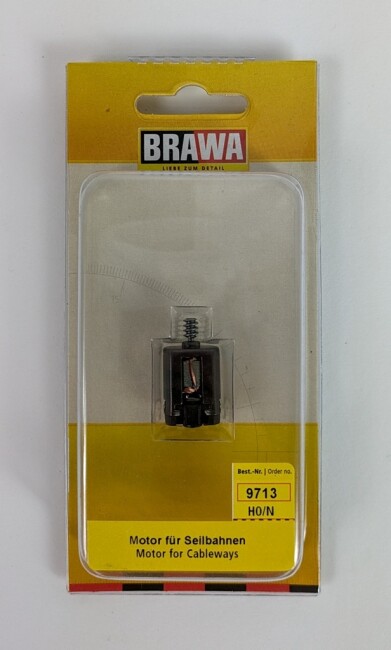 BRAWA
LIEBE ZUM DETAIL
Best.-Nr. | Order no.
9713
H0/N
Motor für Seilbahnen
Motor for Cableways